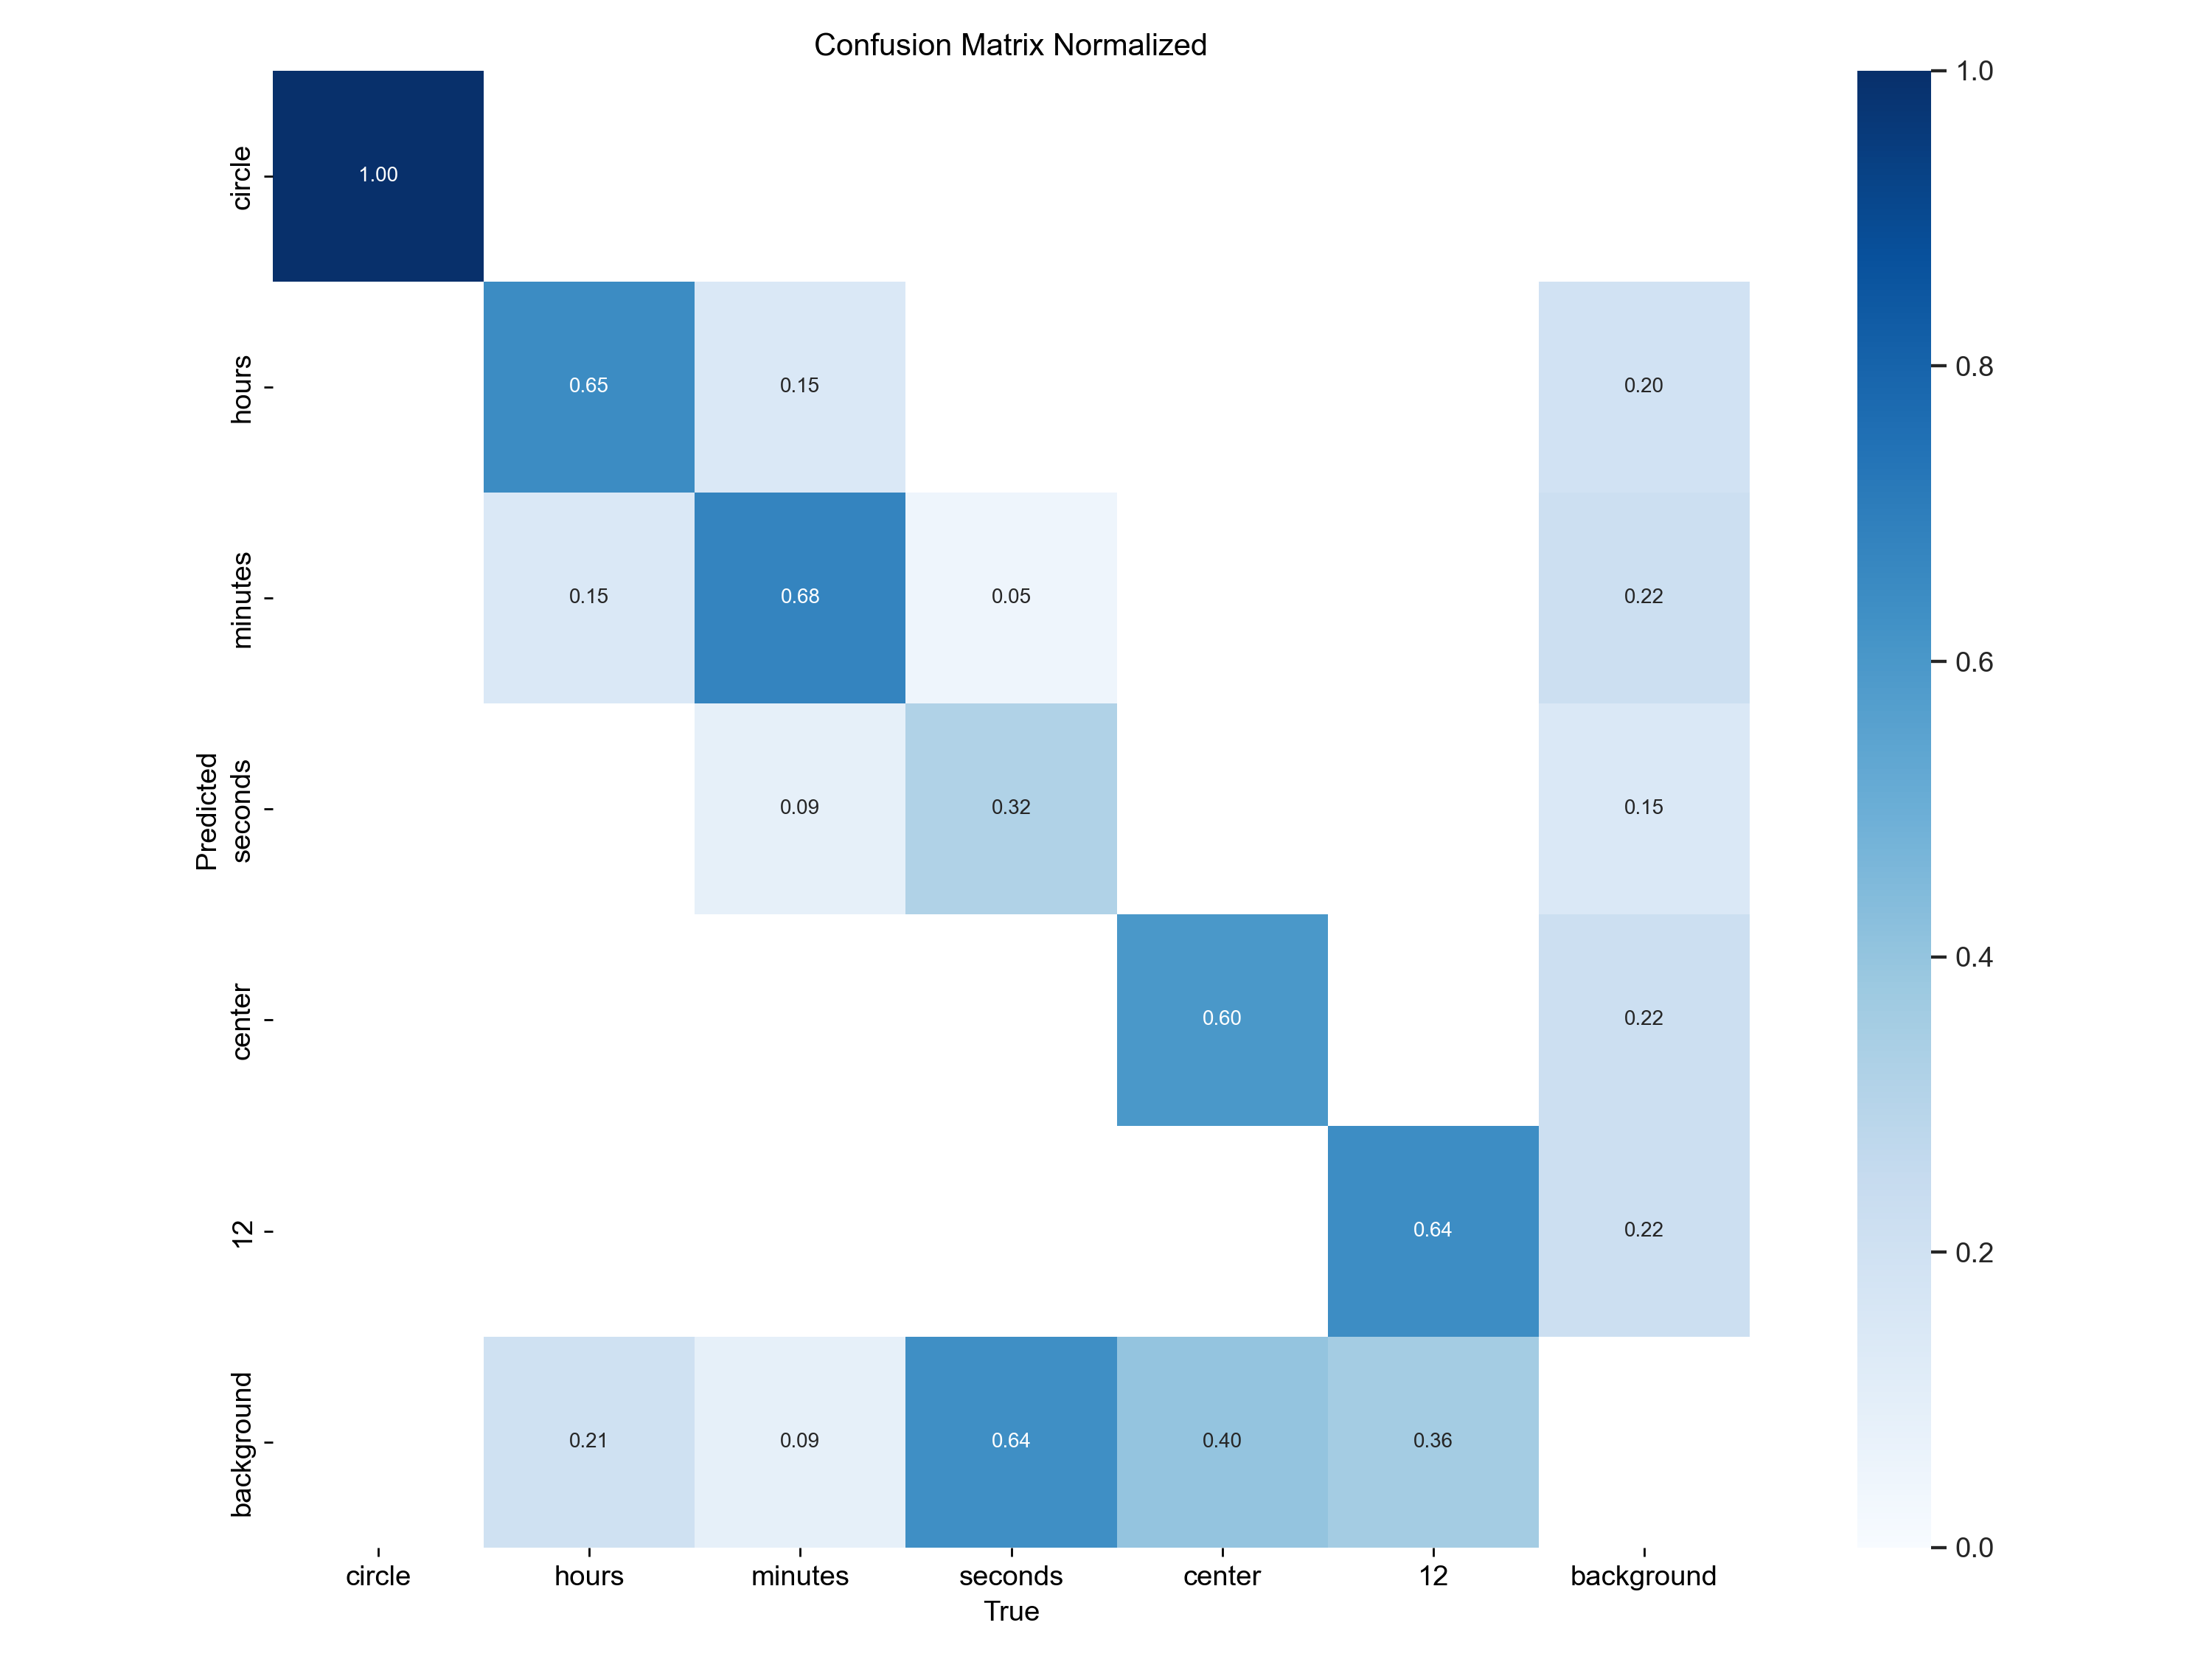 Confusion Matrix Normalized
circle
hours
minutes
seconds
center
12
background
Predicted
1.00
0.65 0.15 0.20
0.15 0.68 0.05 0.22
0.09 0.32 0.15
0.60 0.22
0.64 0.22
0.21 0.09 0.64 0.40 0.36
circle hours minutes seconds center 12 background
True
1.0
0.8
0.6
0.4
0.2
0.0